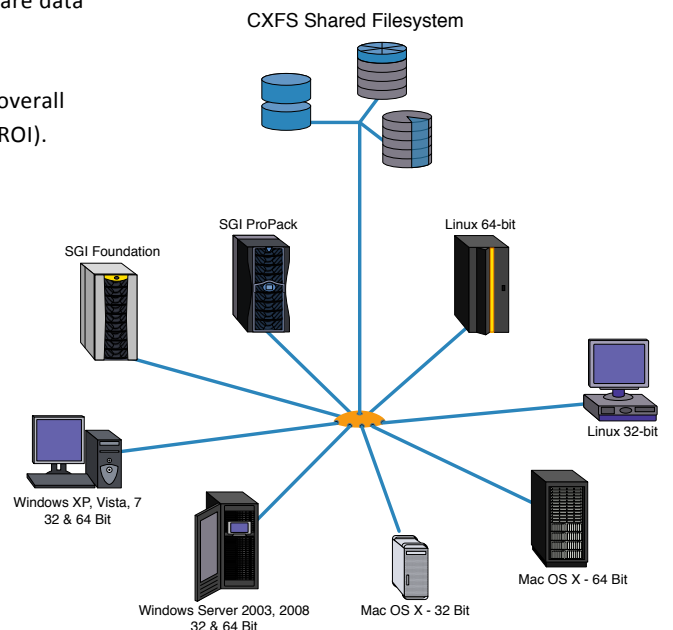 are data
overall
ROI).
CXFS Shared Filesystem
SGI ProPack
Linux 64-bit
SGI Foundation
Linux 32-bit
Windows XP, Vista, 7
32 & 64 Bit
Mac OS X - 64 Bit
Windows Server 2003, 2008
32 & 64 Bit
Mac OS X - 32 Bit